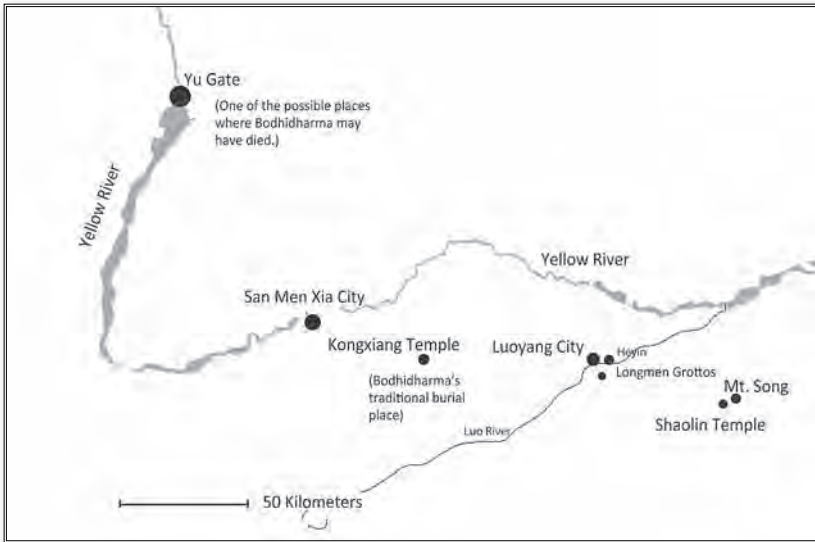 Yu Gate
(One of the possible places
where Bodhidharma may
have died.)
Yellow River
Yellow River
San Men Xia City
Kongxiang Temple
(Bodhidharma's
traditional burial
place)
Luoyang City
Heyin
Longmen Grottos
Mt. Song
Shaolin Temple
Luo River
50 Kilometers